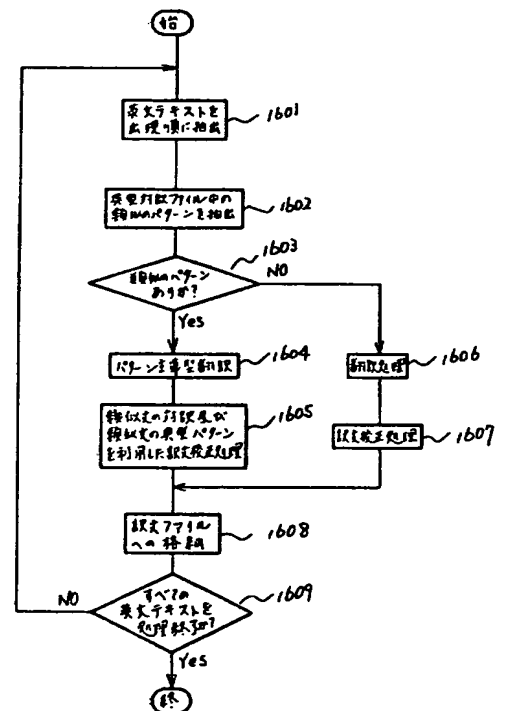 始
英文テキストを
出現順に抽出
1601
典型対訳ファイル中の
類似のパターンを抽出
1602
類似のパターン
ありか?
1603
NO
Yes
パターン主導型翻訳
1604
翻訳処理
1606
類似文の対訳及び
類似文の典型パターン
を利用した訳文校正処理
1605
訳文校正処理
1607
訳文ファイル
への格納
1608
すべての
英文テキストを
処理終了か?
1609
NO
Yes
終